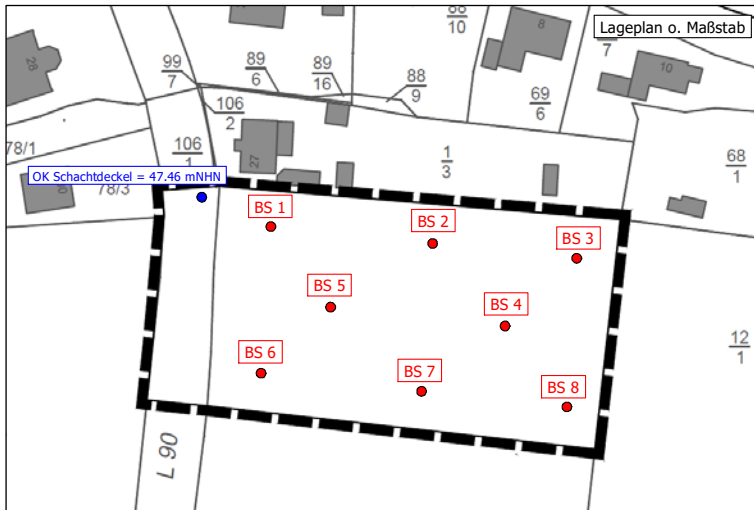 Lageplan o. Maßstab
88
10
8
7
28
99
7
89
6
89
16
88
9
10
69
6
106
2
78/1
106
1
27
1
3
68
1
OK Schachtdeckel = 47.46 mNHN
78/3
BS 1
BS 2
BS 3
BS 5
BS 4
12
1
BS 6
BS 7
BS 8
L 90